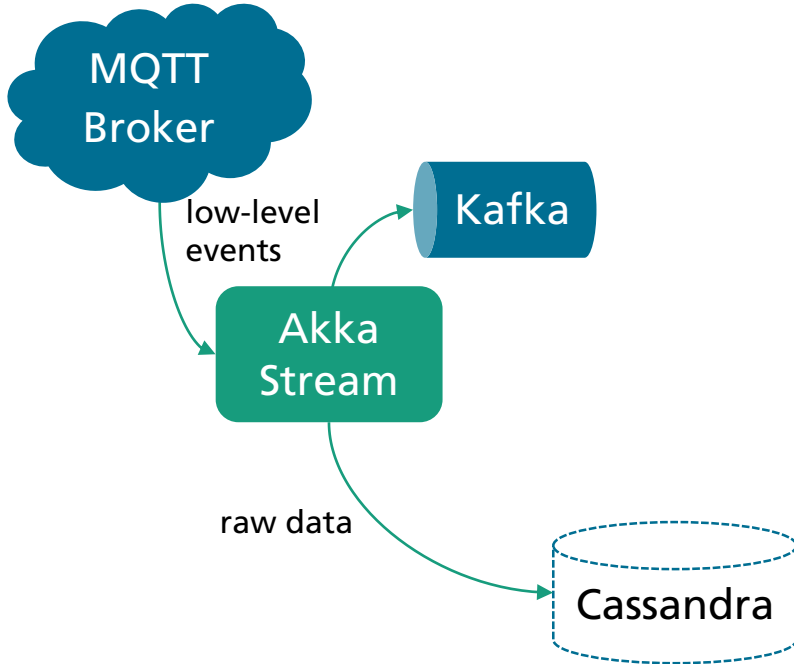 MQTT
Broker
low-level
events
Kafka
Akka
Stream
raw data
Cassandra